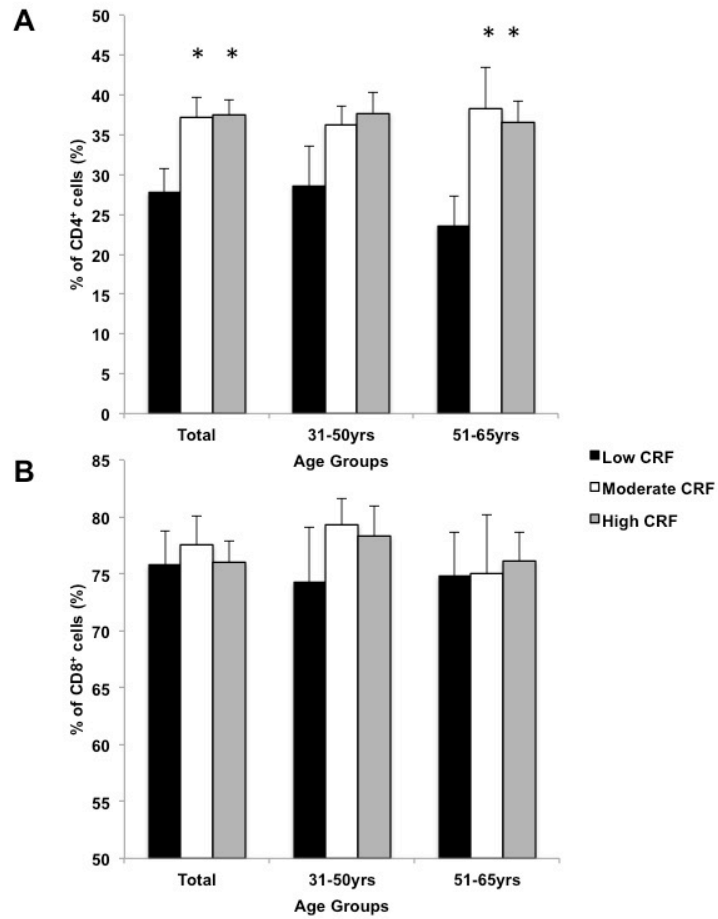 A
% of CD4+ cells (%)
50
45
40
35
30
25
20
15
10
5
0
* *
* *
Total
31-50yrs
51-65yrs
Age Groups
B
% of CD8+ cells (%)
85
80
75
70
65
60
55
50
Total
31-50yrs
51-65yrs
Age Groups
Low CRF
Moderate CRF
High CRF